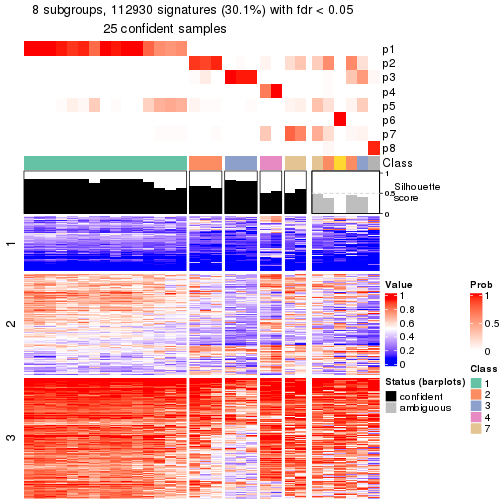 8 subgroups, 112930 signatures (30.1%) with fdr < 0.05
25 confident samples
p1
p2
p3
p4
p5
p6
p7
p8
Class
1
0.5
0
Silhouette
score
1
2
3
Value
1
0.8
0.6
0.4
0.2
0
Prob
1
0.5
0
Status (barplots)
confident
ambiguous
Class
1
2
3
4
7